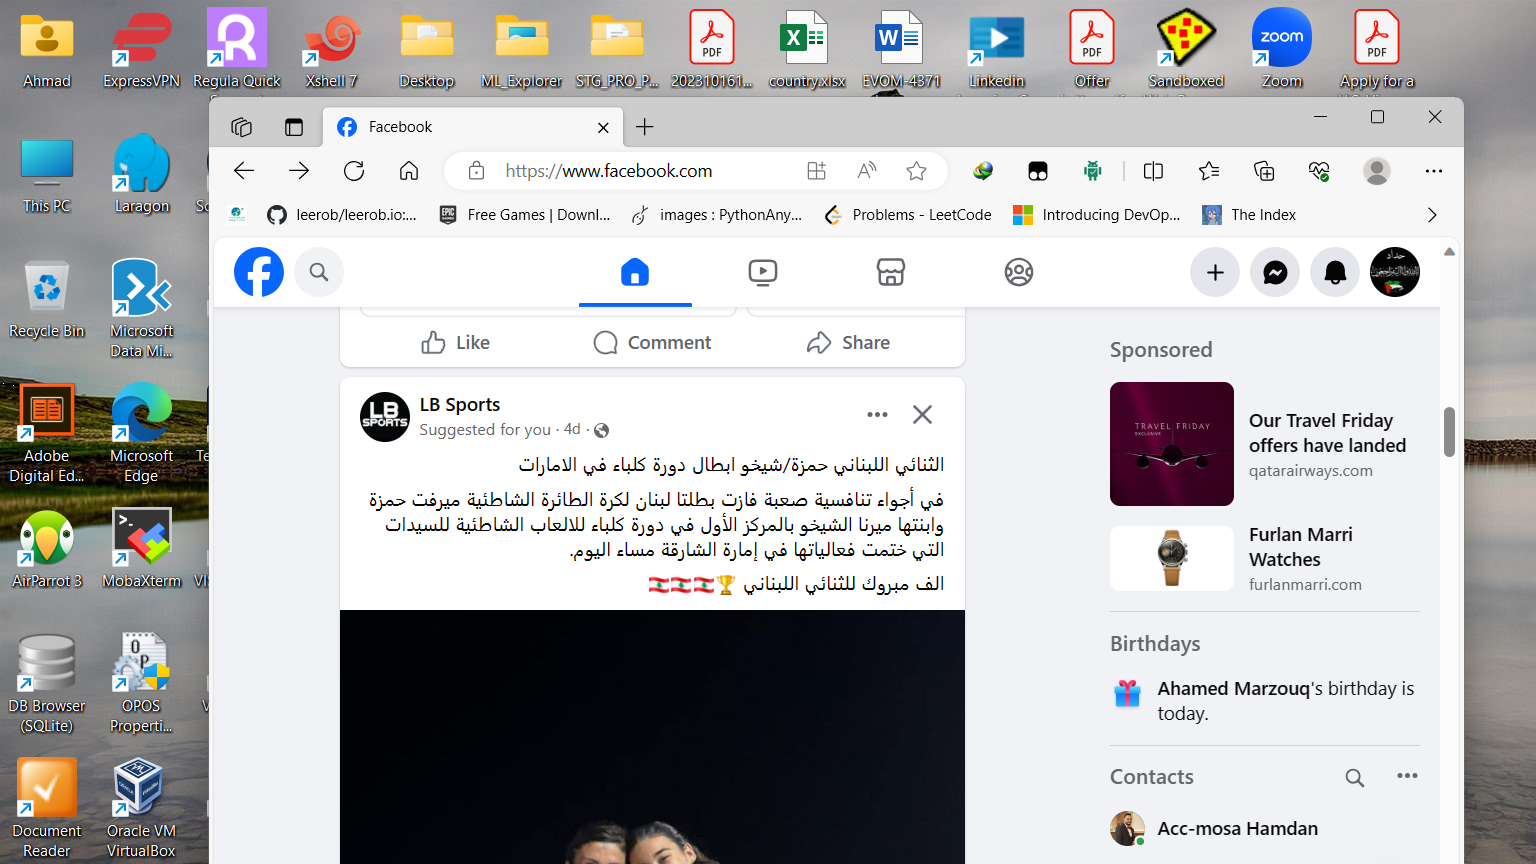 Ahmad
ExpressVPN
Regula Quick
Xshell 7
Desktop
ML_Explorer
STG_PRO_P...
202310161...
country.xlsx
EVOM-4371
Linkedin
Offer
Sandboxed
Zoom
Apply for a
PDF
PDF
zoom
PDF
Facebook
This PC
Laragon
https://www.facebook.com
leerob/leerob.io:...
Free Games | Downl...
images : PythonAny...
Problems - LeetCode
Introducing DevOp...
The Index
Recycle Bin
Microsoft
Data Mi...
Like
Comment
Share
Sponsored
LB SPORTS
LB Sports
Suggested for you · 4d ·
الثنائي اللبناني حمزة/شيخو ابطال دورة كلباء في الامارات
في أجواء تنافسية صعبة فازت بطلتا لبنان لكرة الطائرة الشاطئية ميرفت حمزة
وابنتها ميرنا الشيخو بالمركز الأول في دورة كلباء للالعاب الشاطئية للسيدات
التي ختمت فعالياتها في إمارة الشارقة مساء اليوم.
الف مبروك للثنائي اللبناني 🏆🇱🇧🇱🇧🇱🇧
TRAVEL FRIDAY
EXCLUSIVE
Our Travel Friday
offers have landed
qatarairways.com
Furlan Marri
Watches
furlanmarri.com
Birthdays
Ahamed Marzouq's birthday is
today.
Contacts
Acc-mosa Hamdan
Adobe
Digital Ed...
Microsoft
Edge
AirParrot 3
MobaXterm
DB Browser
(SQLite)
OPOS
Properti...
Document
Reader
Oracle VM
VirtualBox